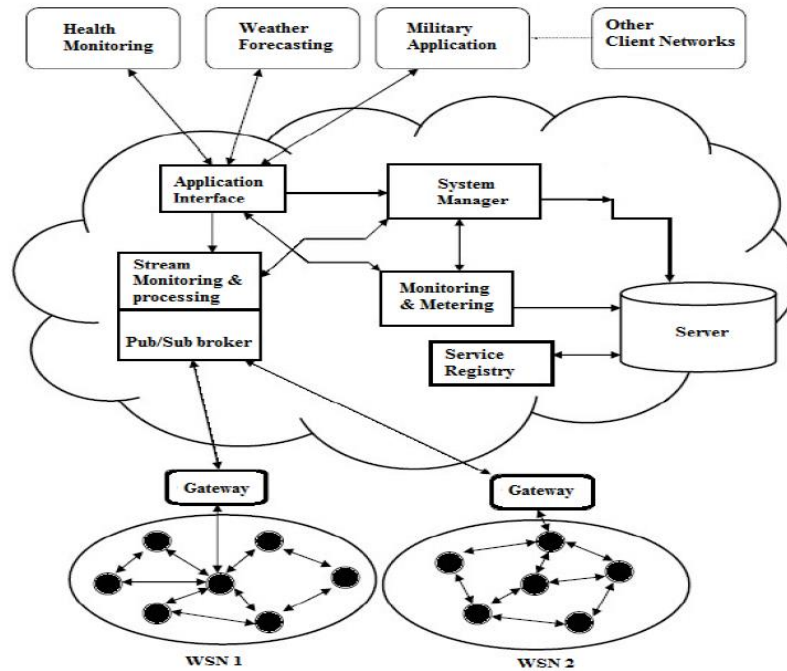 Health
Monitoring
Weather
Forecasting
Military
Application
Other
Client Networks
Application
Interface
System
Manager
Stream
Monitoring &
processing
Monitoring
& Metering
Pub/Sub broker
Server
Service
Registry
Gateway
Gateway
WSN 1
WSN 2